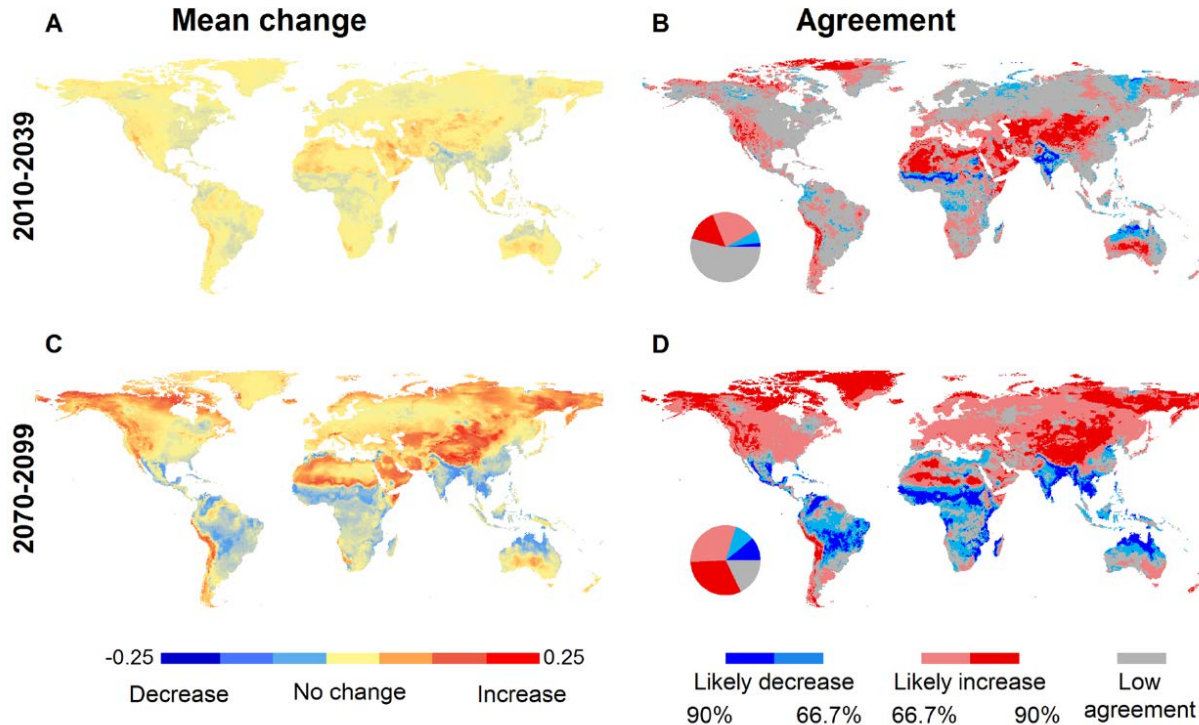 A
Mean change
B
Agreement
2010-2039
C
D
2070-2099
-0.25
0.25
Decrease
No change
Increase
Likely decrease
Likely increase
Low
agreement
90%
66.7%
66.7%
90%